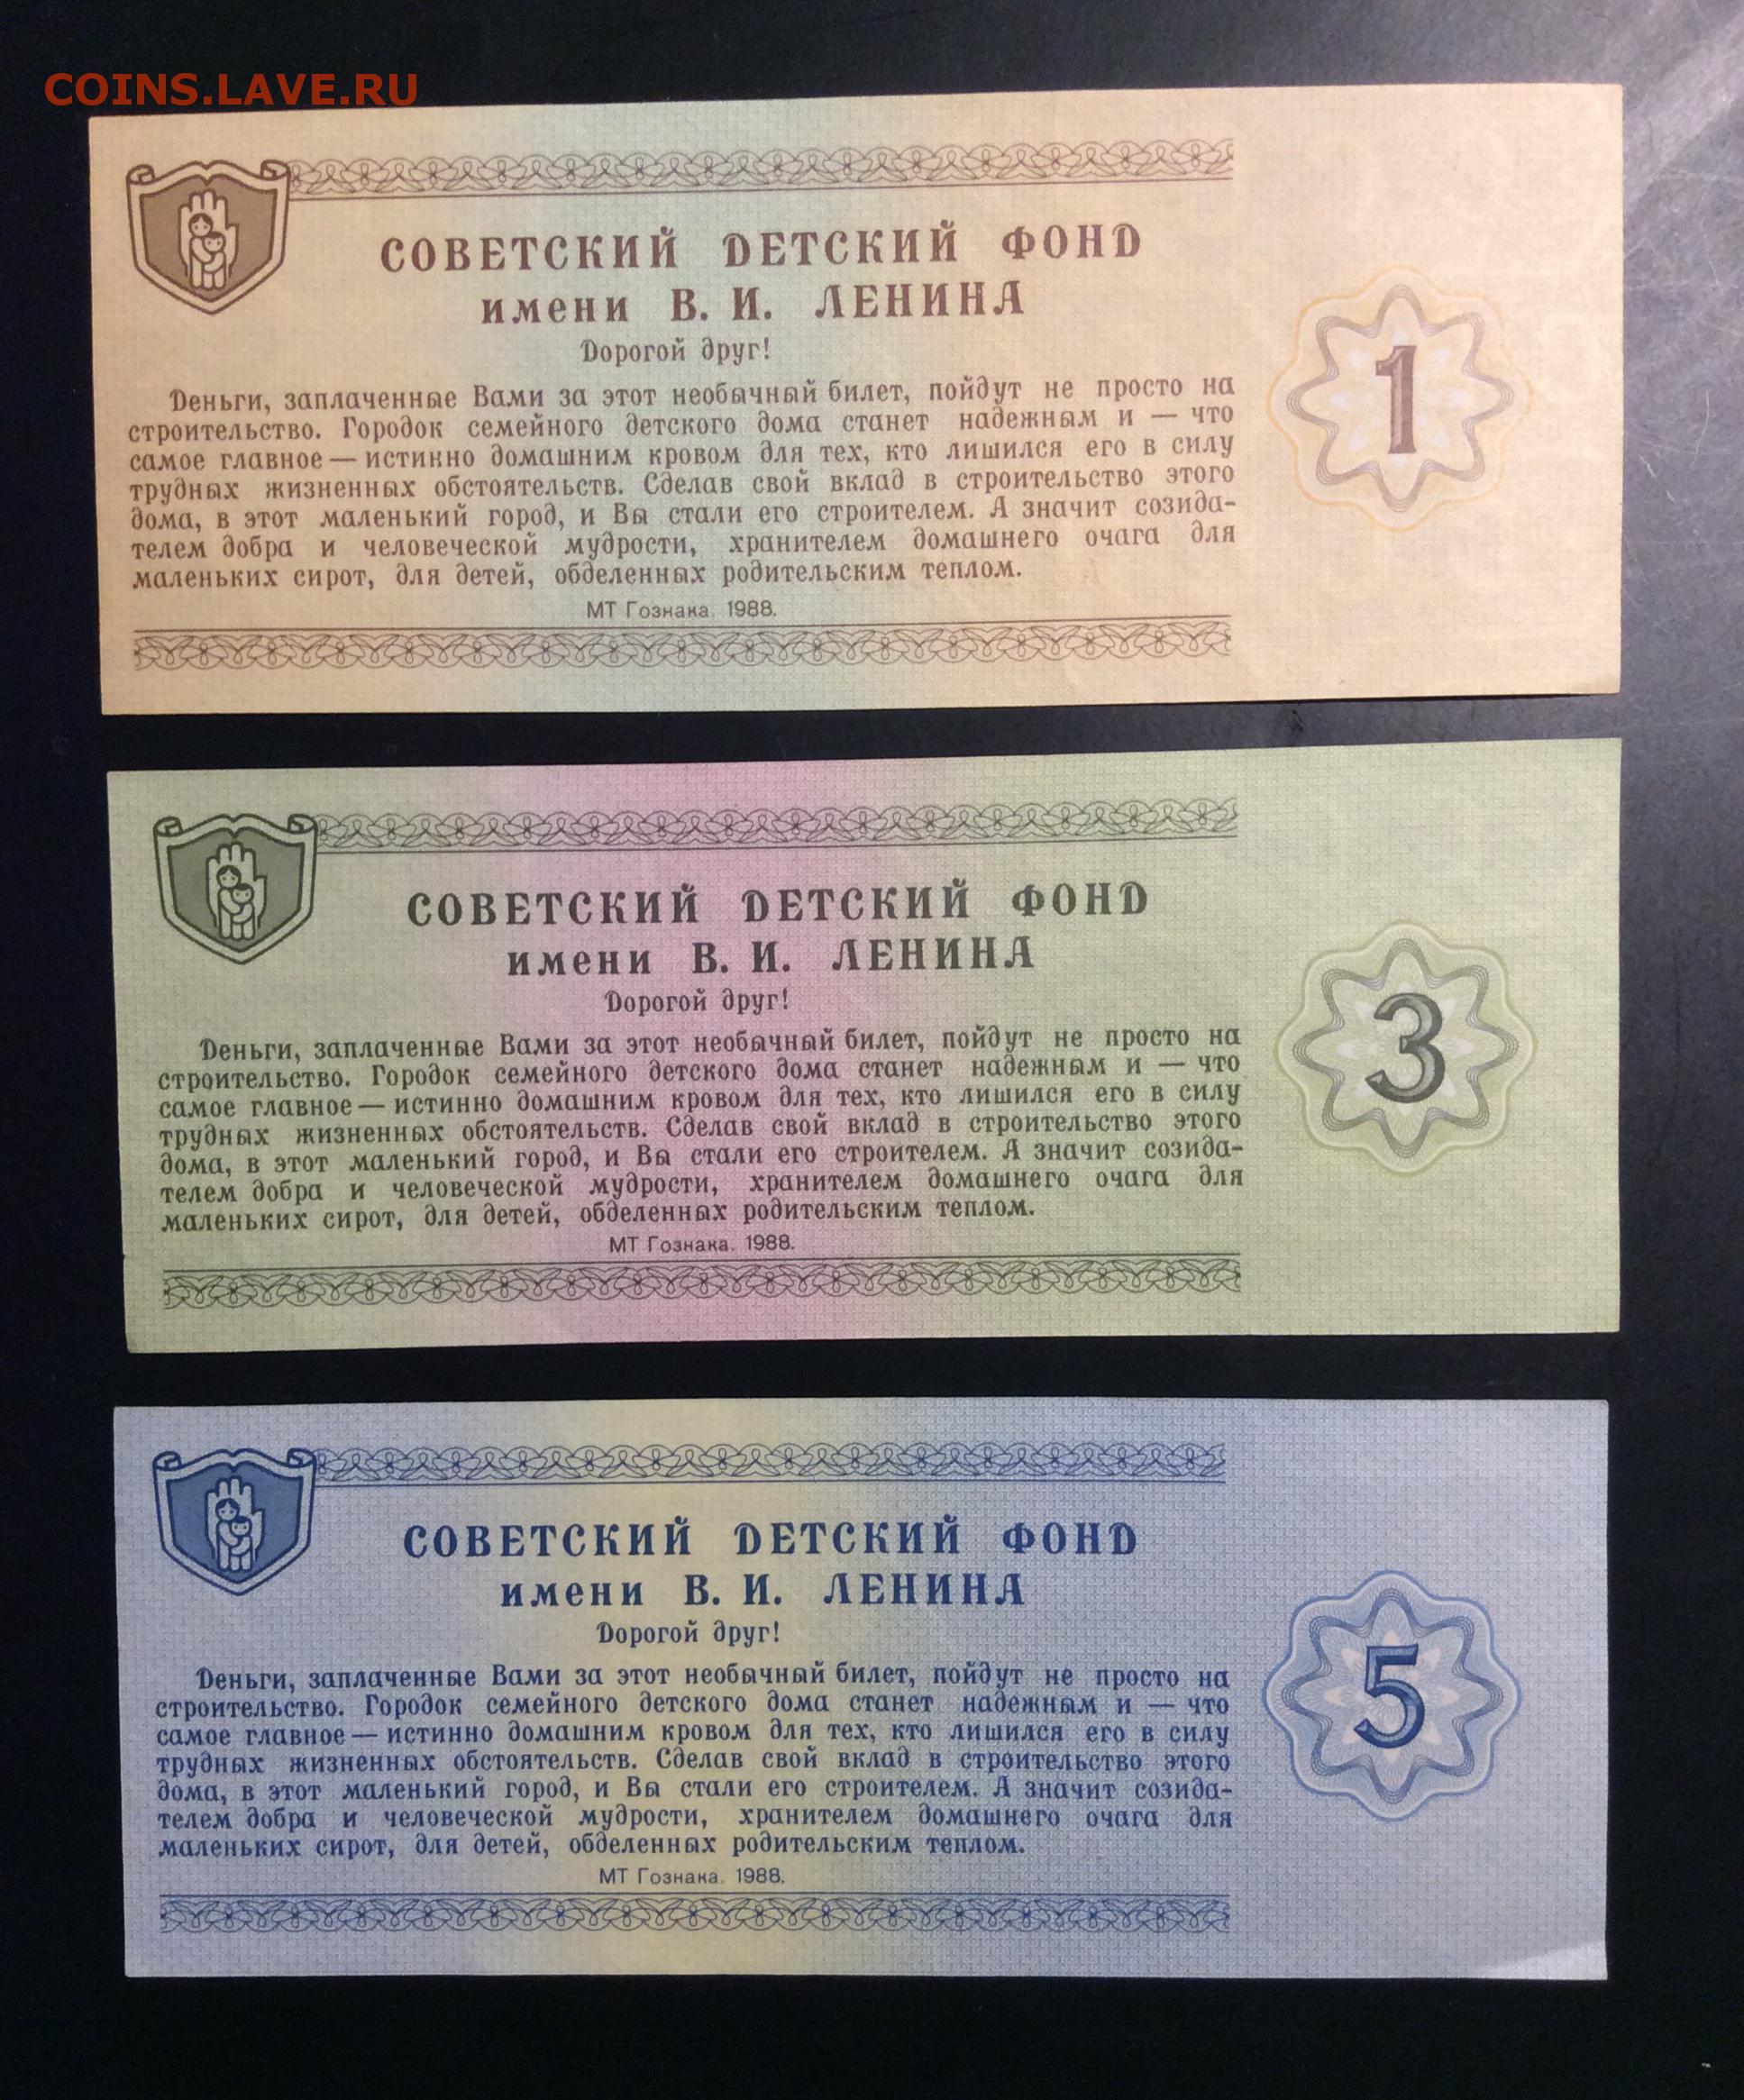 COINS.LAVE.RU
СОВЕТСКИЙ ДЕТСКИЙ ФОНД
имени В. И. ЛЕНИНА
Дорогой друг!
Деньги, заплаченные Вами за этот необычный билет, пойдут не просто на
строительство. Городок семейного детского дома станет надежным и — что
самое главное — истинно домашним кровом для тех, кто лишился его в силу
трудных жизненных обстоятельств. Сделав свой вклад в строительство этого
дома, в этот маленький город, и Вы стали его строителем. А значит созида-
телем добра и человеческой мудрости, хранителем домашнего очага для
маленьких сирот, для детей, обделенных родительским теплом.
МТ Гознака. 1988.
1
СОВЕТСКИЙ ДЕТСКИЙ ФОНД
имени В. И. ЛЕНИНА
Дорогой друг!
Деньги, заплаченные Вами за этот необычный билет, пойдут не просто на
строительство. Городок семейного детского дома станет надежным и — что
самое главное — истинно домашним кровом для тех, кто лишился его в силу
трудных жизненных обстоятельств. Сделав свой вклад в строительство этого
дома, в этот маленький город, и Вы стали его строителем. А значит созида-
телем добра и человеческой мудрости, хранителем домашнего очага для
маленьких сирот, для детей, обделенных родительским теплом.
МТ Гознака. 1988.
3
СОВЕТСКИЙ ДЕТСКИЙ ФОНД
имени В. И. ЛЕНИНА
Дорогой друг!
Деньги, заплаченные Вами за этот необычный билет, пойдут не просто на
строительство. Городок семейного детского дома станет надежным и — что
самое главное — истинно домашним кровом для тех, кто лишился его в силу
трудных жизненных обстоятельств. Сделав свой вклад в строительство этого
дома, в этот маленький город, и Вы стали его строителем. А значит созида-
телем добра и человеческой мудрости, хранителем домашнего очага для
маленьких сирот, для детей, обделенных родительским теплом.
МТ Гознака. 1988.
5